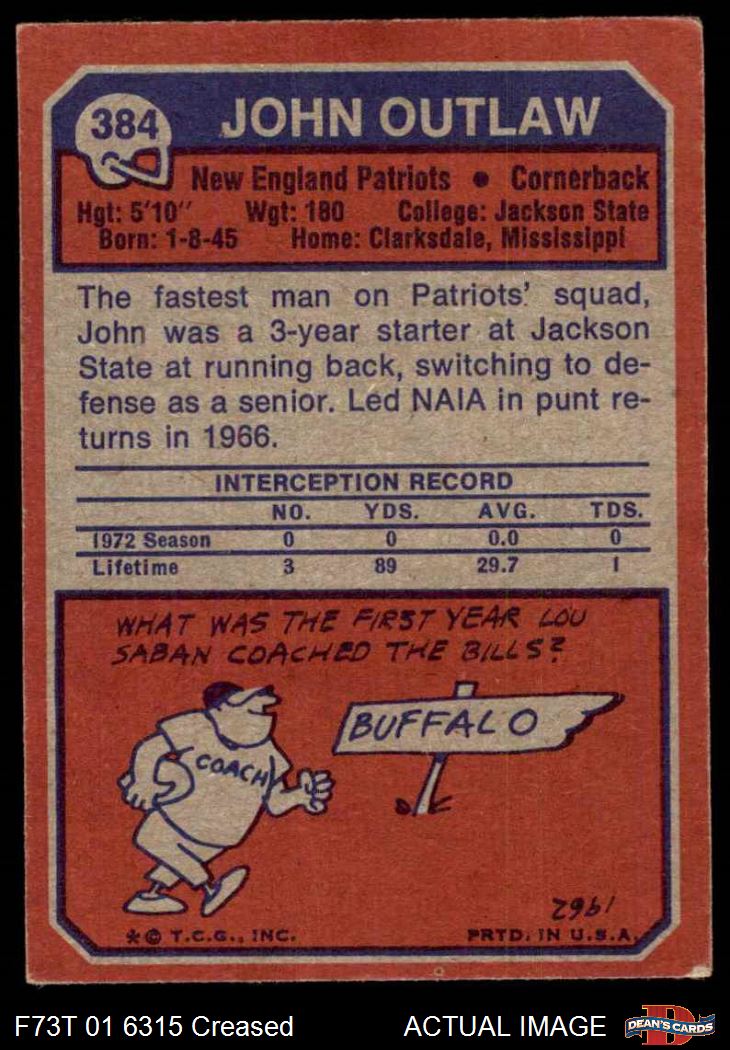 384
JOHN OUTLAW
New England Patriots • Cornerback
Hgt: 5'10" Wgt: 180 College: Jackson State
Born: 1-8-45 Home: Clarksdale, Mississippi
The fastest man on Patriots' squad,
John was a 3-year starter at Jackson
State at running back, switching to de-
fense as a senior. Led NAIA in punt re-
turns in 1966.
INTERCEPTION RECORD
NO. YDS. AVG. TDS.
1972 Season 0 0 0.0 0
Lifetime 3 89 29.7 1
WHAT WAS THE FIRST YEAR LOU
SABAN COACHED THE BILLS?
BUFFALO
COACH
1962
*© T.C.G., INC. PRTD. IN U.S.A.
F73T 01 6315 Creased ACTUAL IMAGE
D
DEAN'S CARDS